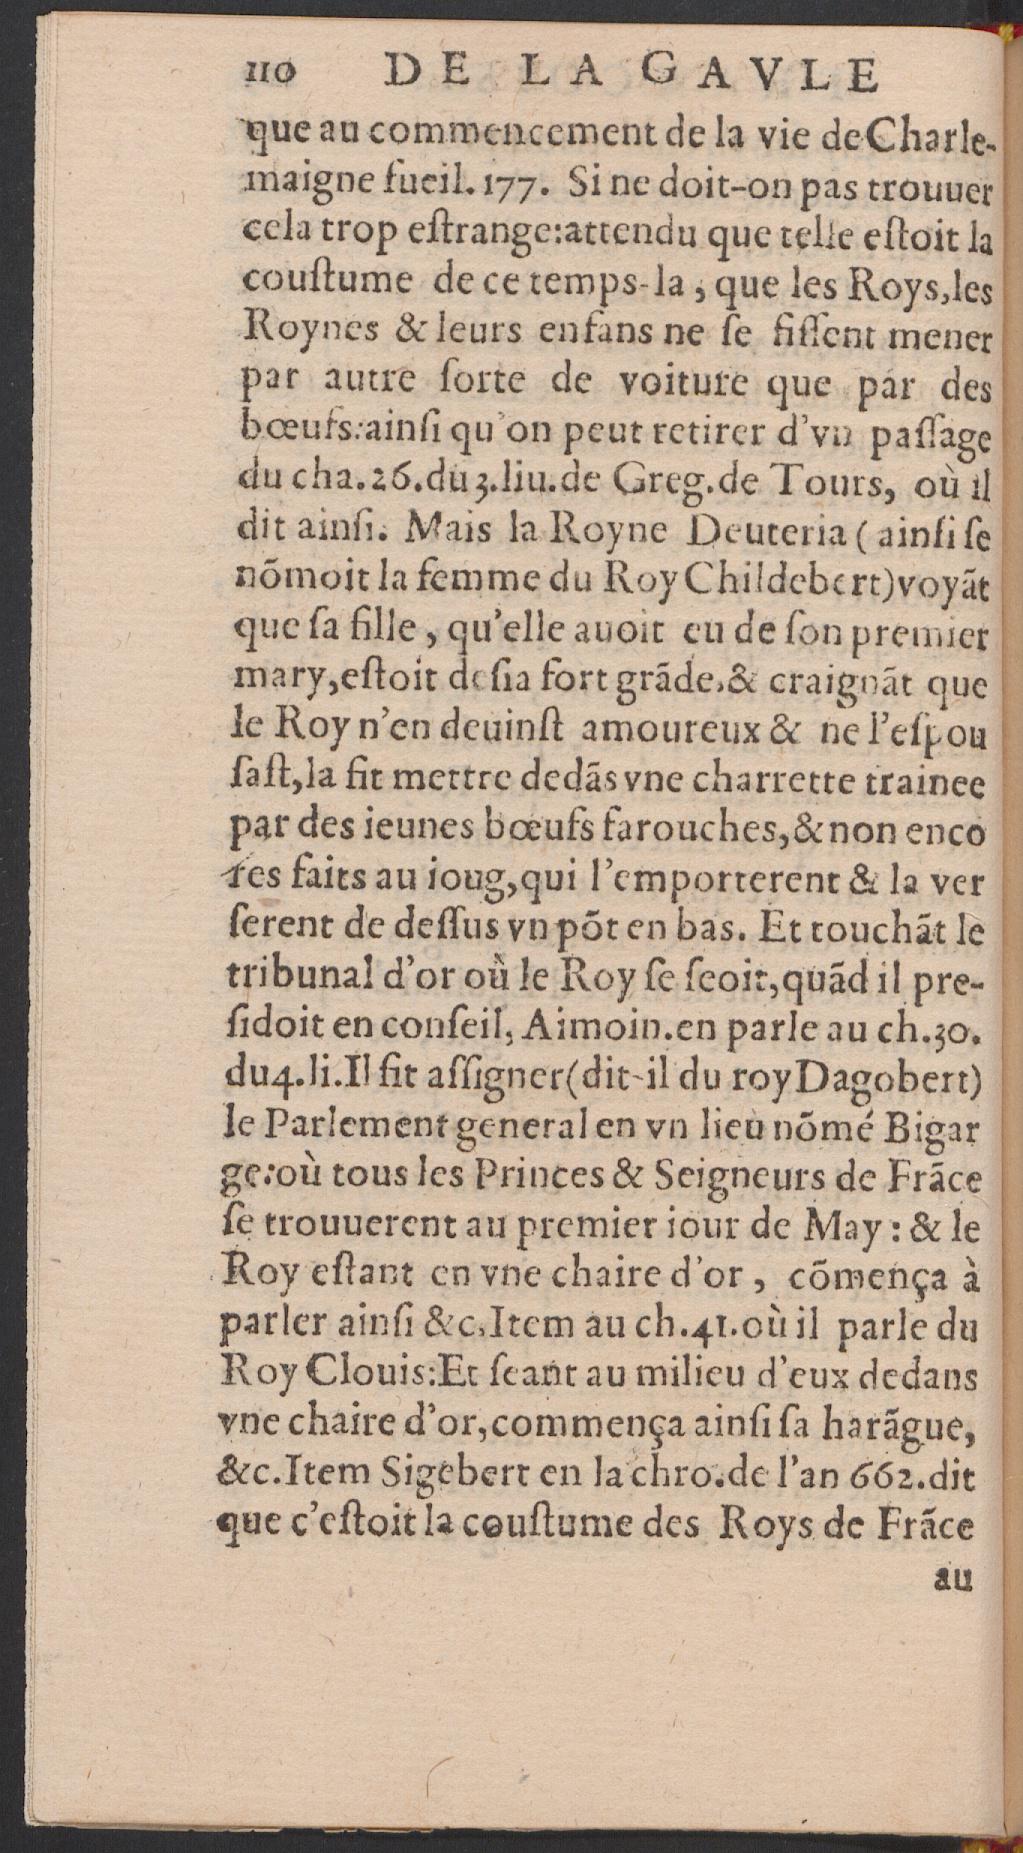 110 DE LA GAVLE
que au commencement de la vie de Charle-
maigne fueil. 177. Si ne doit-on pas trouuer
cela trop eſtrange:attendu que telle eſtoit la
couſtume de ce temps-la, que les Roys,les
Roynes & leurs enfans ne ſe fiſſent mener
par autre ſorte de voiture que par des
bœufs:ainſi qu'on peut retirer d'vn paſſage
du cha.26.du 3.liu.de Greg.de Tours, où il
dit ainſi. Mais la Royne Deuteria (ainſi ſe
nõmoit la femme du Roy Childebert)voyãt
que ſa fille, qu'elle auoit eu de ſon premier
mary,eſtoit deſia fort grãde,& craignãt que
le Roy n'en deuinſt amoureux & ne l'eſpou
ſaſt,la fit mettre dedãs vne charrette trainee
par des ieunes bœufs farouches,& non enco
res faits au ioug,qui l'emporterent & la ver
ſerent de deſſus vn põt en bas. Et touchãt le
tribunal d'or où le Roy ſe ſeoit,quãd il pre-
ſidoit en conſeil, Aimoin.en parle au ch.30.
du 4.li.Il fit aſſigner(dit-il du roy Dagobert)
le Parlement general en vn lieu nõmé Bigar
ge:où tous les Princes & Seigneurs de Frãce
ſe trouuerent au premier iour de May : & le
Roy eſtant en vne chaire d'or, cõmença à
parler ainſi &c.Item au ch.41.où il parle du
Roy Clouis:Et ſeant au milieu d'eux dedans
vne chaire d'or,commença ainſi ſa harãgue,
&c.Item Sigebert en la chro.de l'an 662.dit
que c'eſtoit la couſtume des Roys de Frãce
au